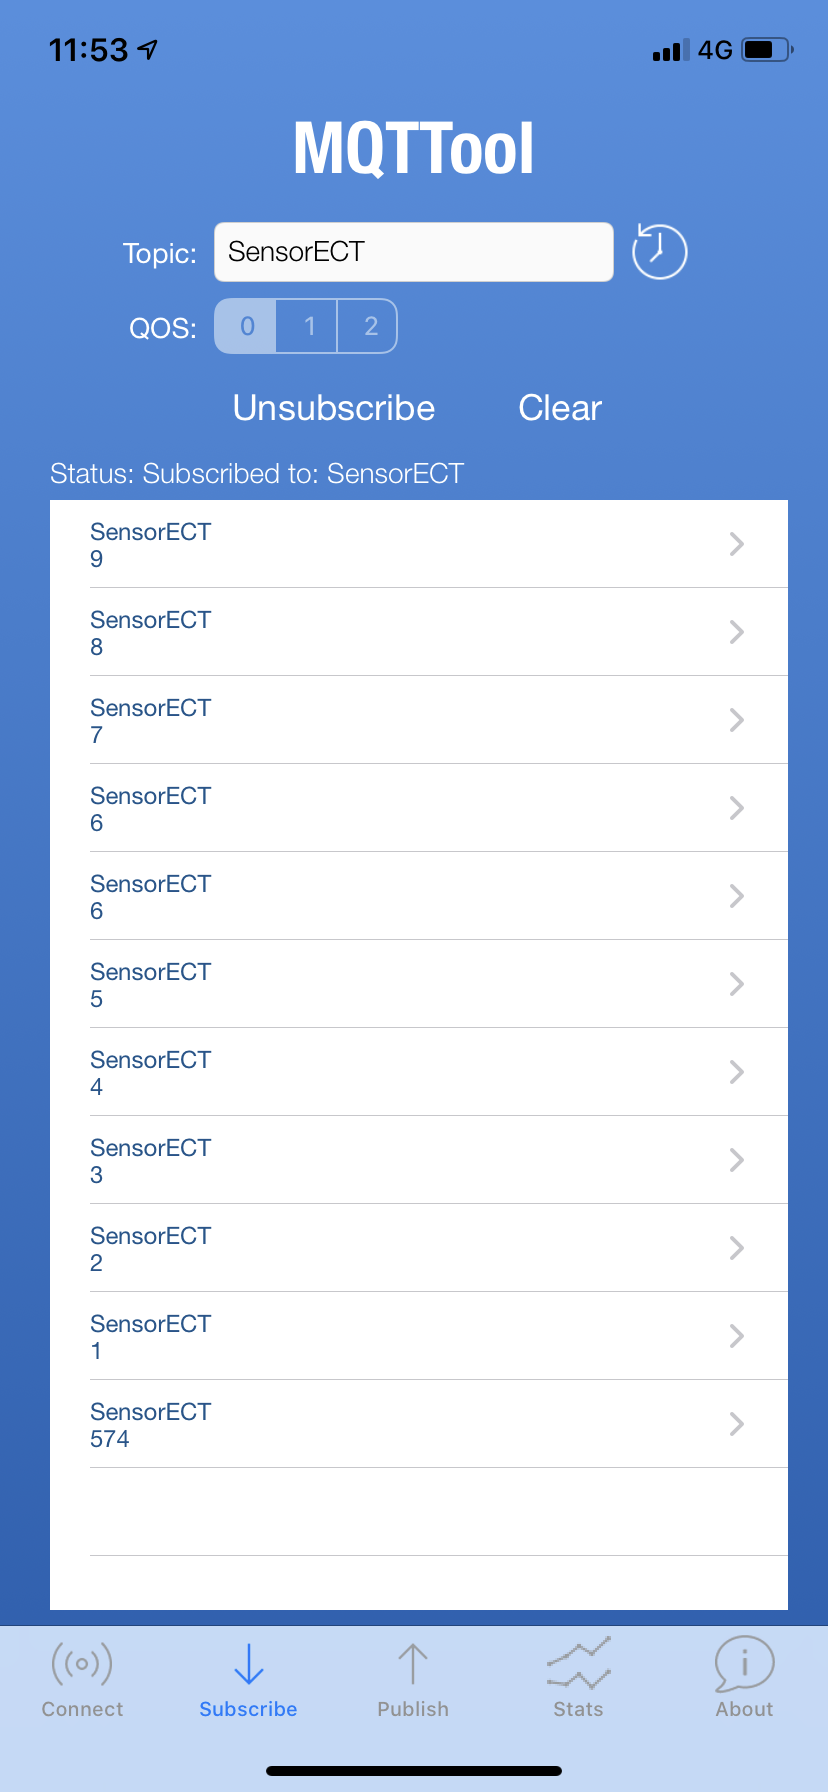 11:53
4G
MQTTool
Topic: SensorECT
QOS: 0 1 2
Unsubscribe Clear
Status: Subscribed to: SensorECT
SensorECT
9
SensorECT
8
SensorECT
7
SensorECT
6
SensorECT
6
SensorECT
5
SensorECT
4
SensorECT
3
SensorECT
2
SensorECT
1
SensorECT
574
Connect Subscribe Publish Stats About